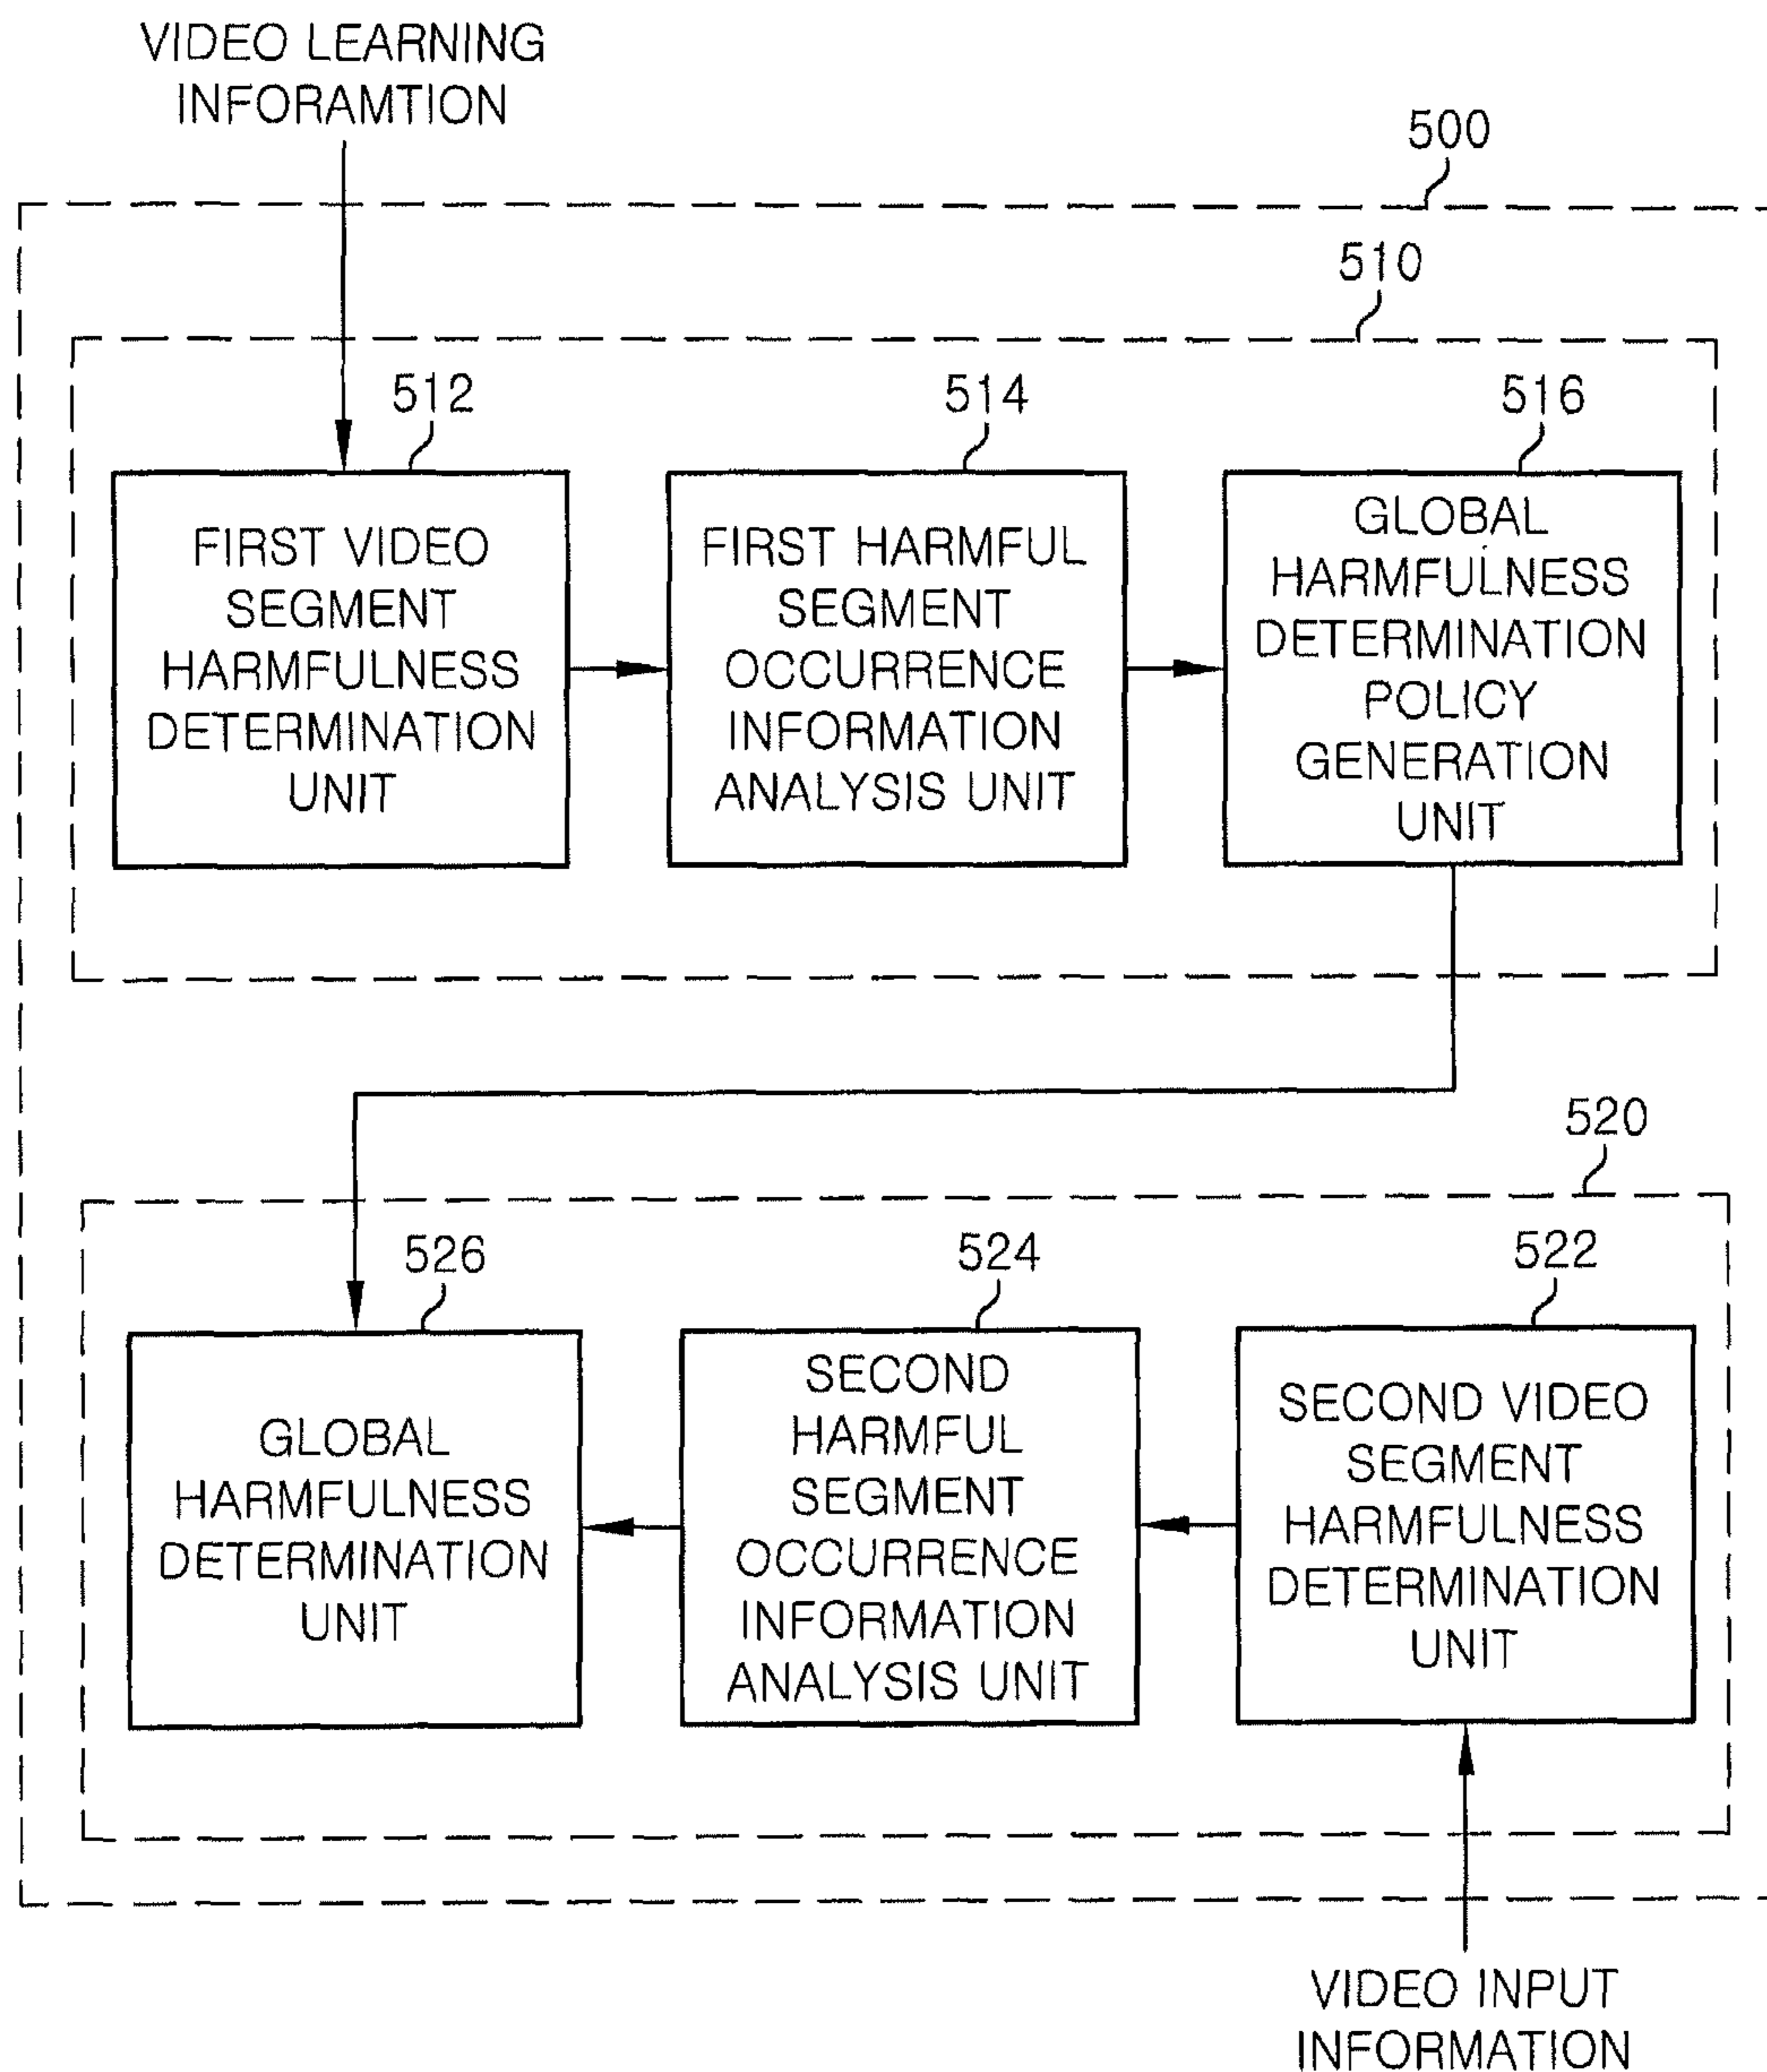 VIDEO LEARNING
INFORAMTION
500
510
512
FIRST VIDEO
SEGMENT
HARMFULNESS
DETERMINATION
UNIT
514
FIRST HARMFUL
SEGMENT
OCCURRENCE
INFORMATION
ANALYSIS UNIT
516
GLOBAL
HARMFULNESS
DETERMINATION
POLICY
GENERATION
UNIT
520
526
GLOBAL
HARMFULNESS
DETERMINATION
UNIT
524
SECOND
HARMFUL
SEGMENT
OCCURRENCE
INFORMATION
ANALYSIS UNIT
522
SECOND VIDEO
SEGMENT
HARMFULNESS
DETERMINATION
UNIT
VIDEO INPUT
INFORMATION